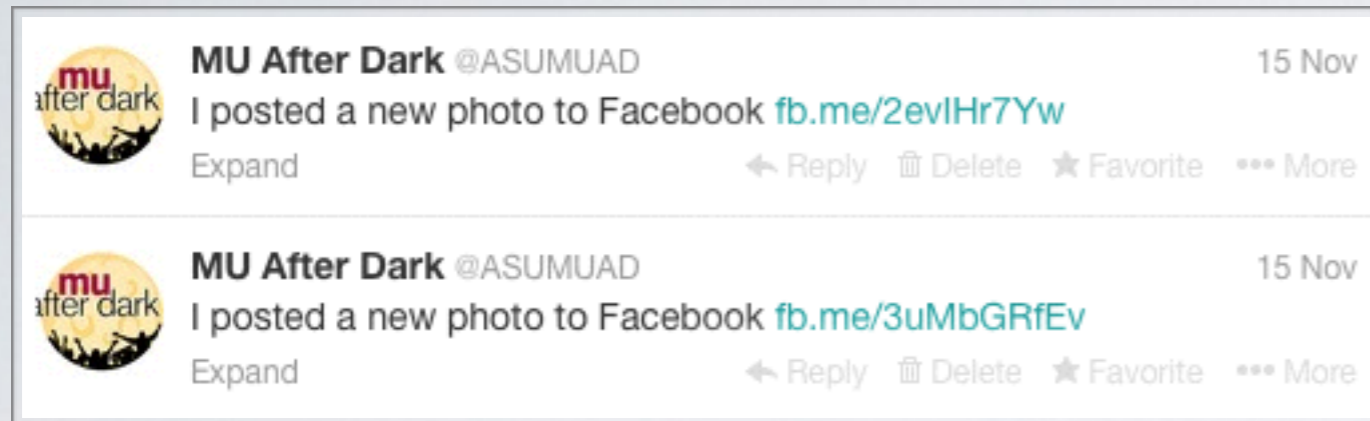 mu
after dark
MU After Dark @ASUMUAD 15 Nov
I posted a new photo to Facebook fb.me/2evlHr7Yw
Expand Reply Delete Favorite More
mu
after dark
MU After Dark @ASUMUAD 15 Nov
I posted a new photo to Facebook fb.me/3uMbGRfEv
Expand Reply Delete Favorite More